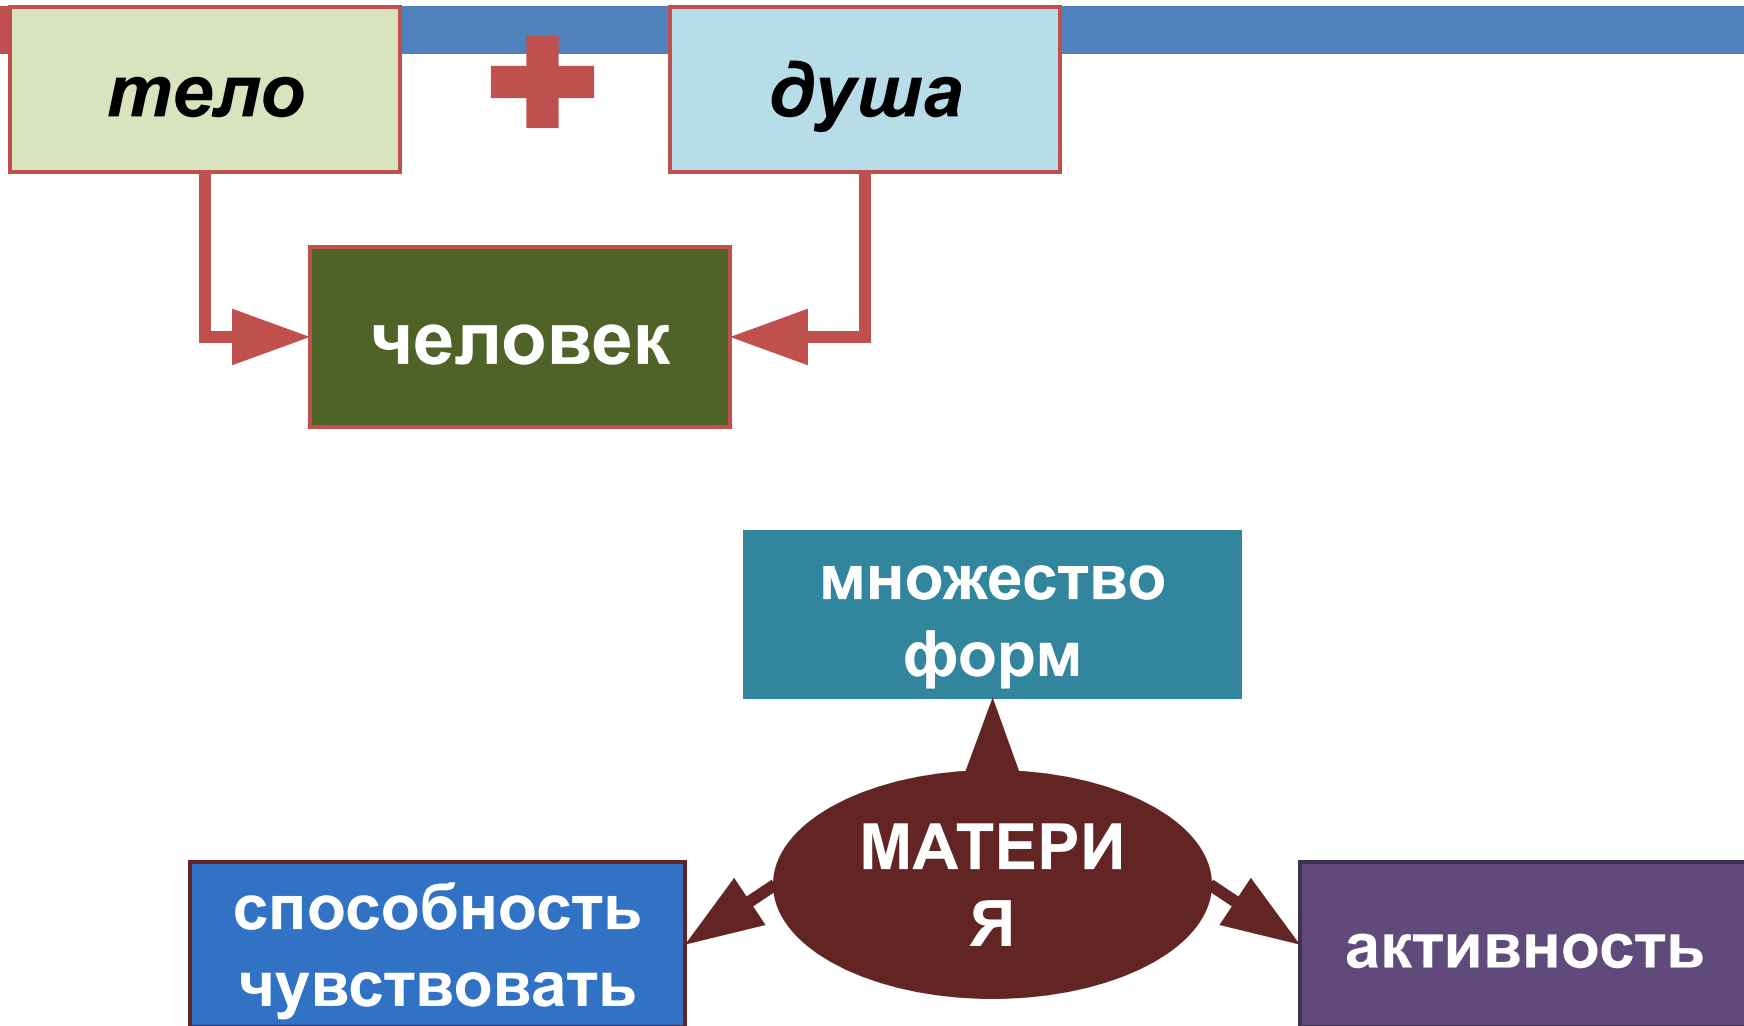 тело
душа
человек
множество
форм
МАТЕРИ
Я
способность
чувствовать
активность